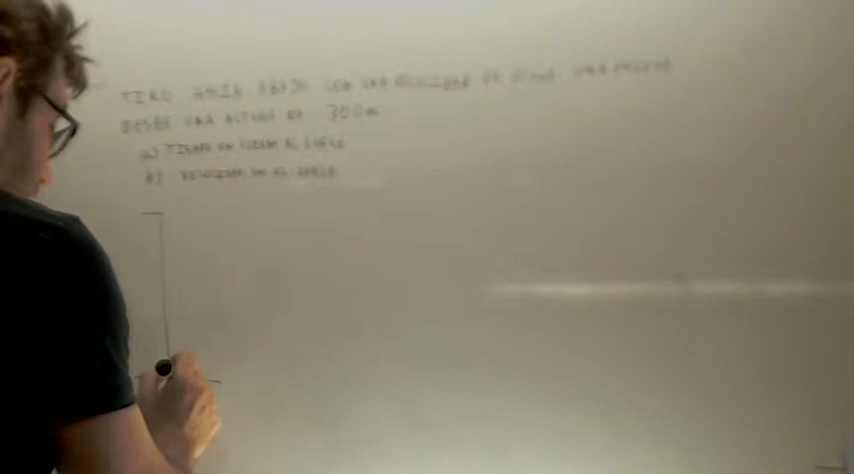 TIRO HACIA ABAJO CON UNA VELOCIDAD DE UNA PIEDRA
DESDE UNA ALTURA DE 300m
a) TIEMPO EN LLEGAR AL SUELO
b) VELOCIDAD EN EL SUELO